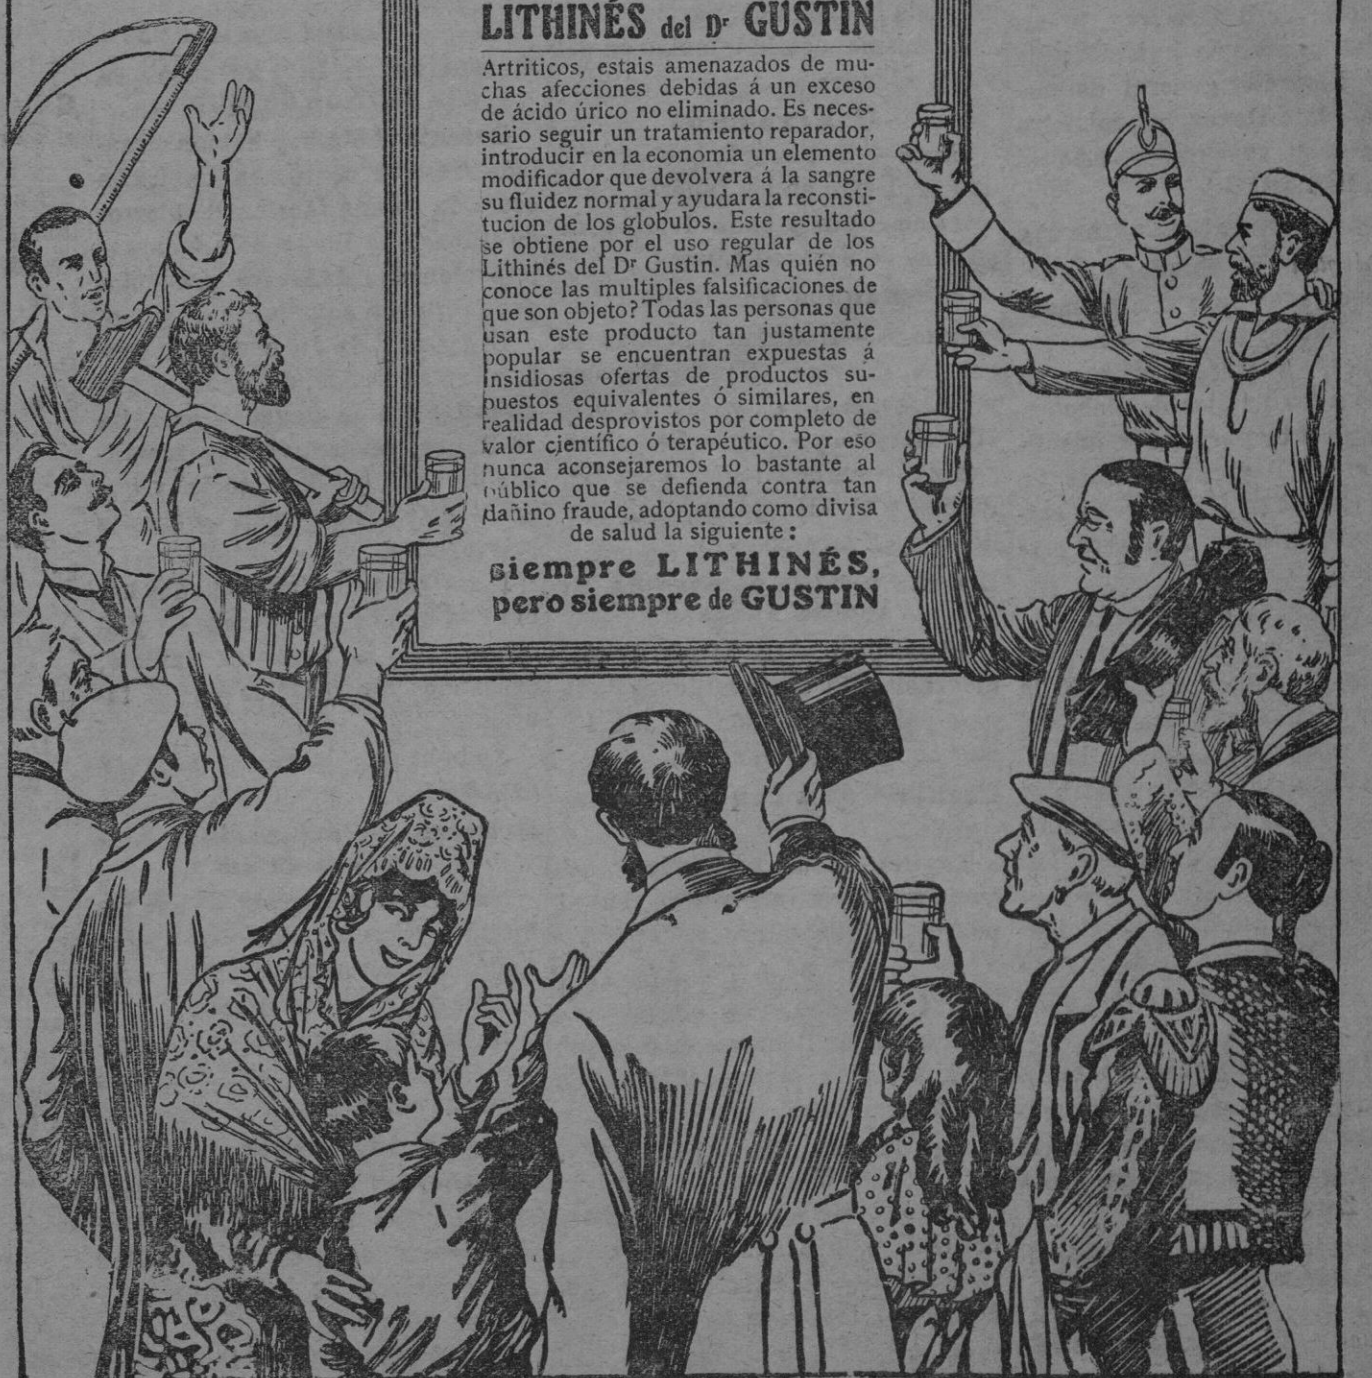 LITHINÉS del Dr GUSTIN
Artriticos, estais amenazados de mu-
chas afecciones debidas á un exceso
de ácido úrico no eliminado. Es neces-
sario seguir un tratamiento reparador,
introducir en la economia un elemento
modificador que devolvera á la sangre
su fluidez normal y ayudara la reconsti-
tucion de los globulos. Este resultado
se obtiene por el uso regular de los
Lithinés del Dr Gustin. Mas quién no
conoce las multiples falsificaciones de
que son objeto? Todas las personas que
usan este producto tan justamente
popular se encuentran expuestas á
insidiosas ofertas de productos su-
puestos equivalentes ó similares, en
realidad desprovistos por completo de
valor científico ó terapéutico. Por eso
nunca aconsejaremos lo bastante al
público que se defienda contra tan
dañino fraude, adoptando como divisa
de salud la siguiente:
siempre LITHINÉS,
pero siempre de GUSTIN